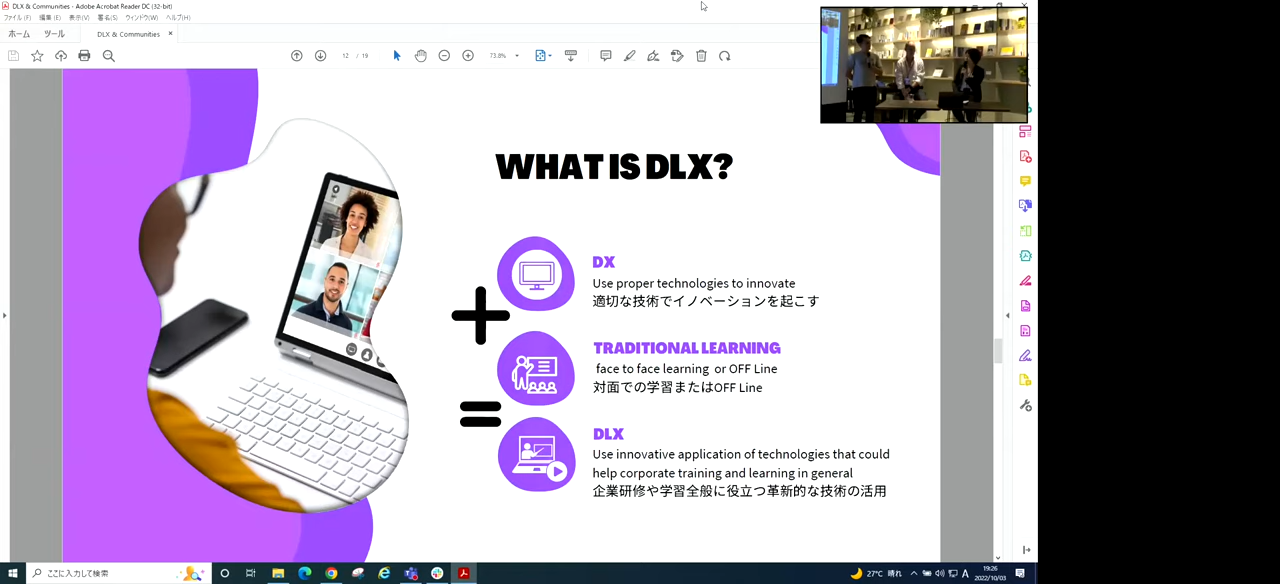 DLX & Communities - Adobe Acrobat Reader DC (32-bit)
ファイル(F) 編集(E) 表示(V) 署名(S) ウィンドウ(W) ヘルプ(H)
ホーム ツール DLX & Communities ×
12 / 19 73.8%
WHAT IS DLX?
DX
Use proper technologies to innovate
適切な技術でイノベーションを起こす
TRADITIONAL LEARNING
face to face learning or OFF Line
対面での学習またはOFF Line
DLX
Use innovative application of technologies that could
help corporate training and learning in general
企業研修や学習全般に役立つ革新的な技術の活用
ここに入力して検索
27°C 晴れ
A
19:26
2022/10/03